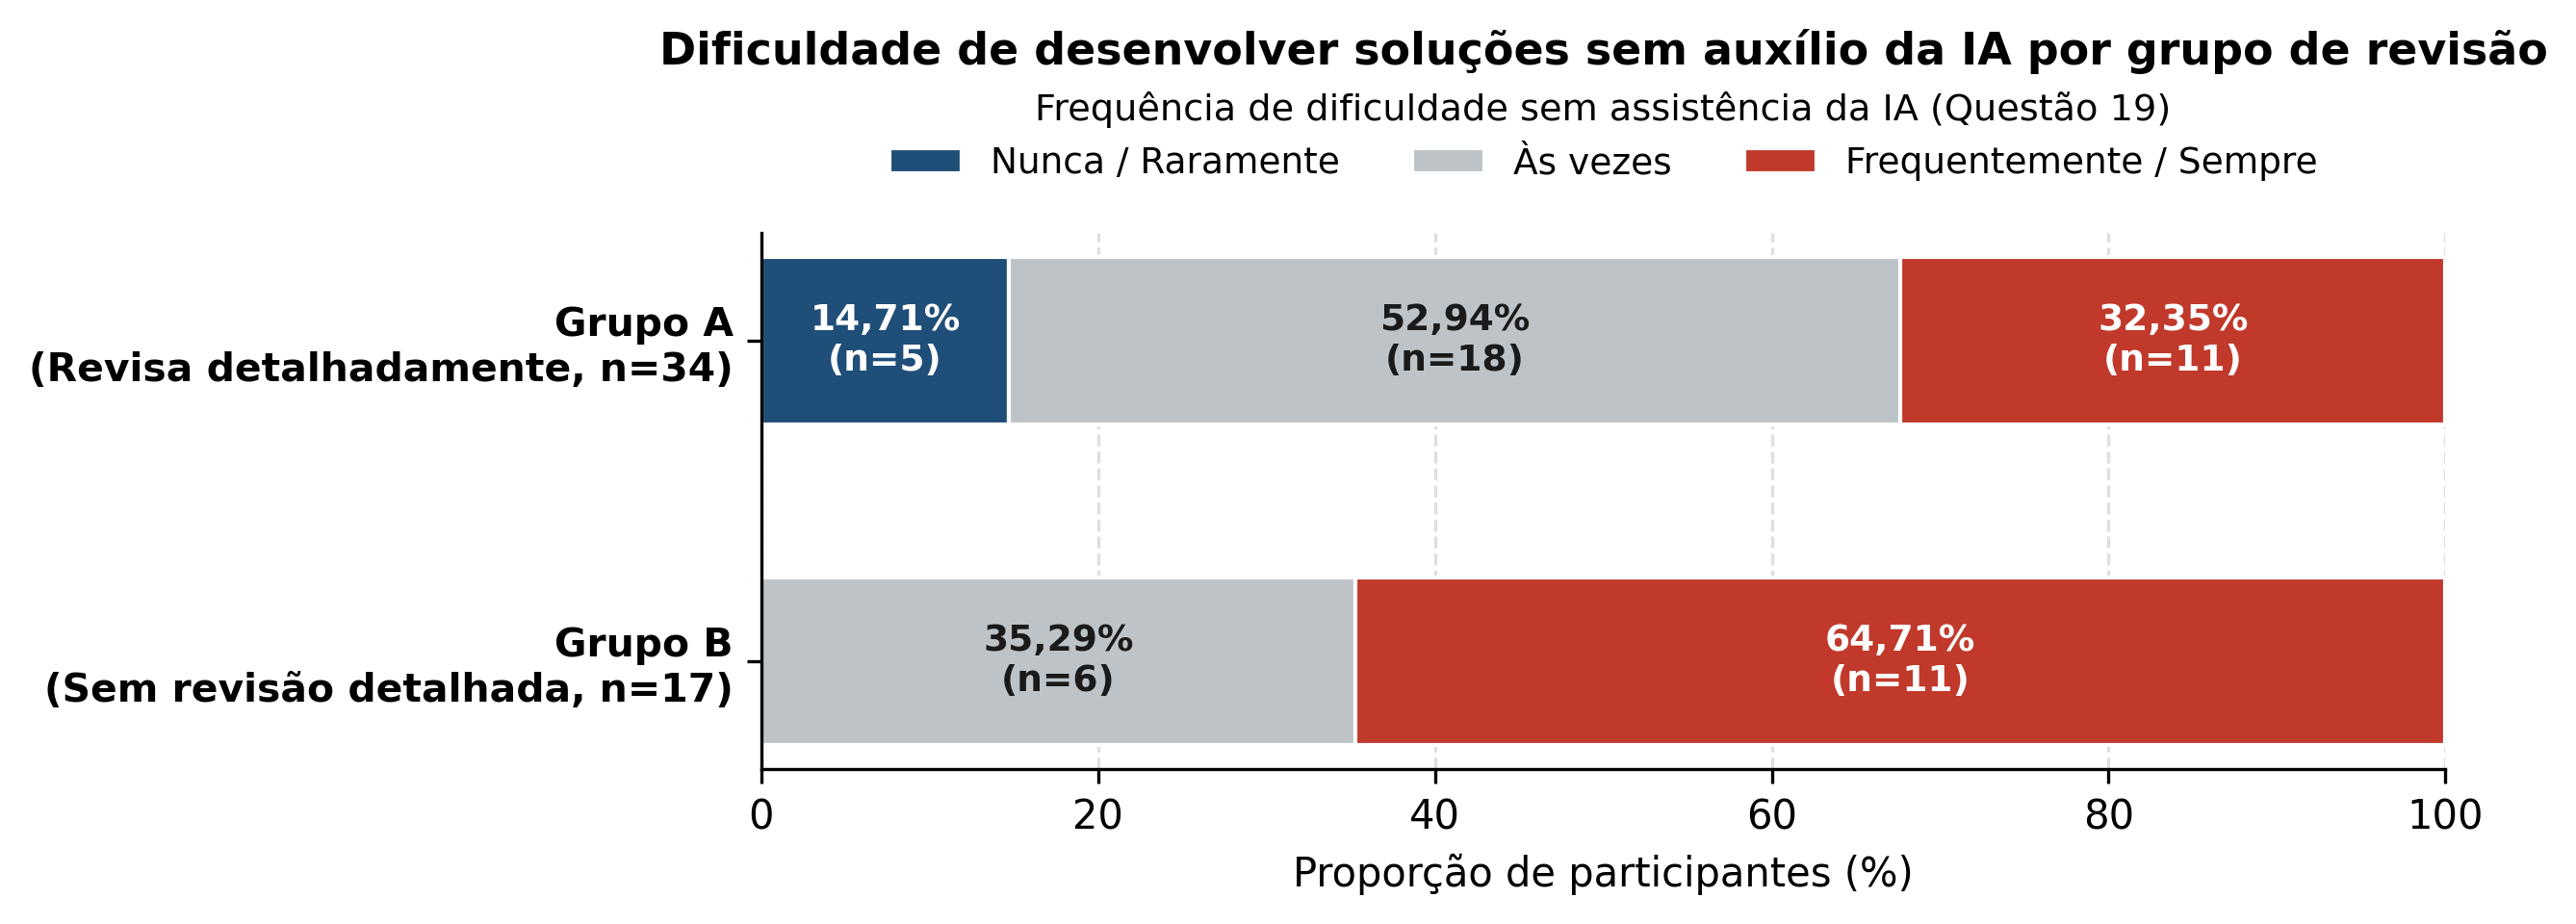 Dificuldade de desenvolver soluções sem auxílio da IA por grupo de revisão
Frequência de dificuldade sem assistência da IA (Questão 19)
Nunca / Raramente
Às vezes
Frequentemente / Sempre
Grupo A
(Revisa detalhadamente, n=34)
14,71%
(n=5)
52,94%
(n=18)
32,35%
(n=11)
Grupo B
(Sem revisão detalhada, n=17)
35,29%
(n=6)
64,71%
(n=11)
0
20
40
60
80
100
Proporção de participantes (%)